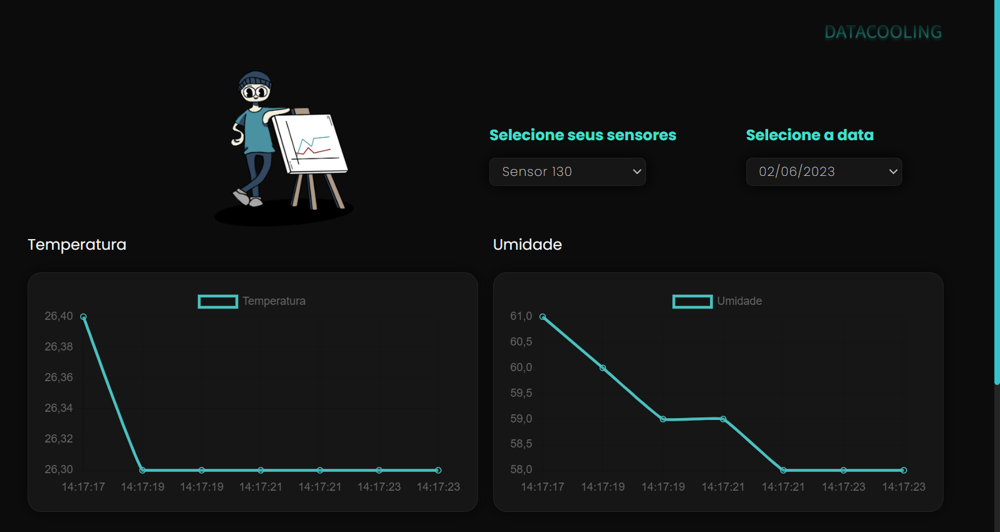 DATACOOLING
Selecione seus sensores
Sensor 130
Selecione a data
02/06/2023
Temperatura
Temperatura
26,40
26,38
26,36
26,34
26,32
26,30
14:17:17 14:17:19 14:17:19 14:17:21 14:17:21 14:17:23 14:17:23
Umidade
Umidade
61,0
60,5
60,0
59,5
59,0
58,5
58,0
14:17:17 14:17:19 14:17:19 14:17:21 14:17:21 14:17:23 14:17:23